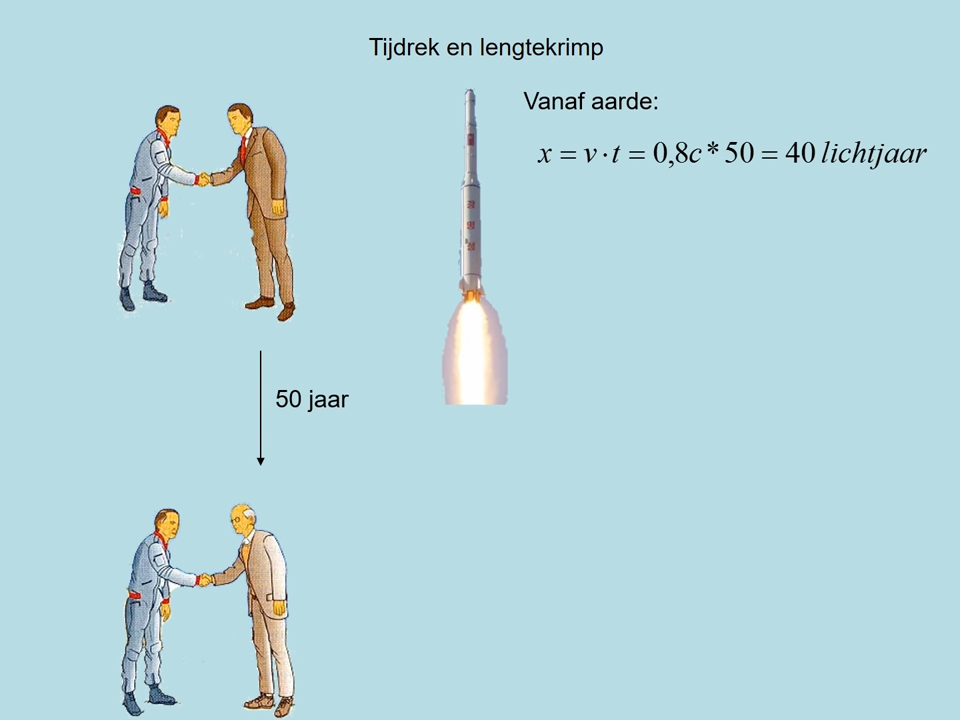 Tijdrek en lengtekrimp
Vanaf aarde:
x = v · t = 0,8c * 50 = 40 lichtjaar
50 jaar